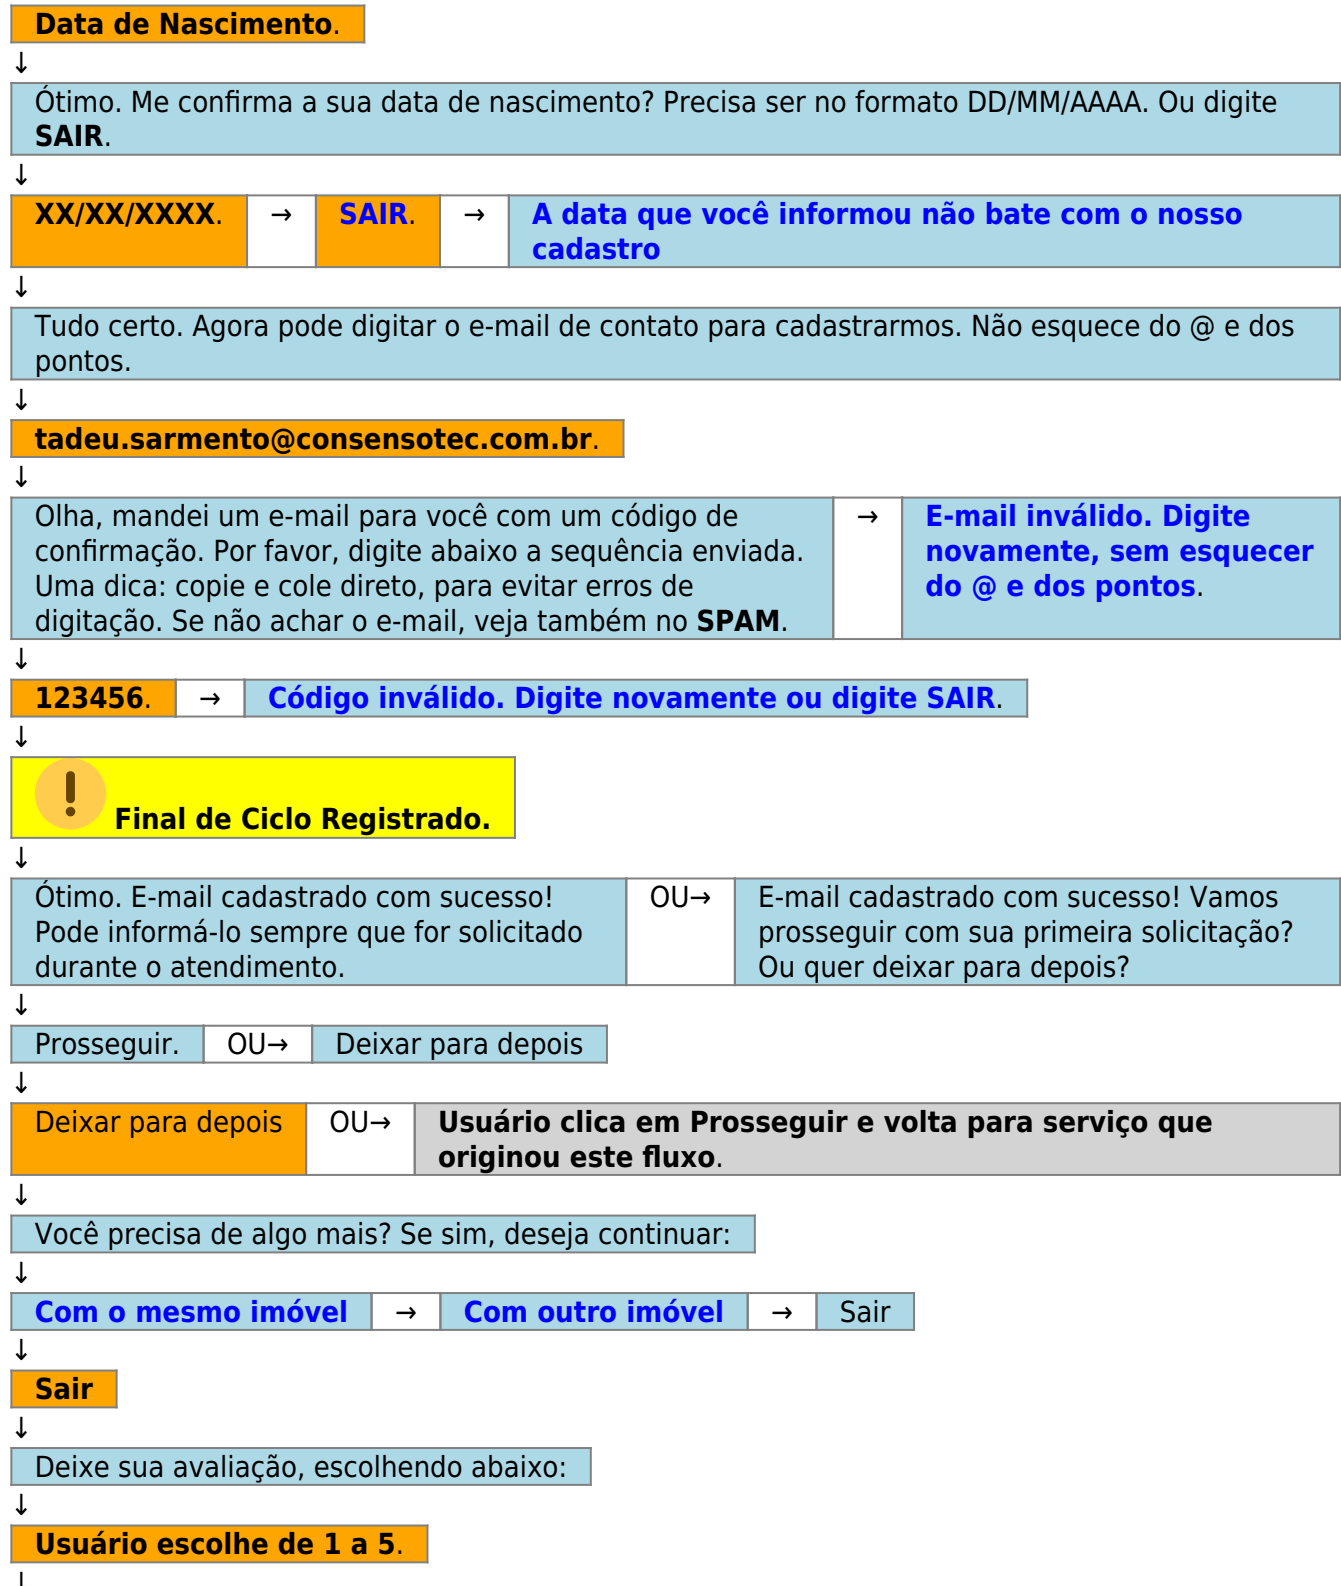 Data de Nascimento.
↓
Ótimo. Me confirma a sua data de nascimento? Precisa ser no formato DD/MM/AAAA. Ou digite
SAIR.
↓
XX/XX/XXXX. → SAIR. → A data que você informou não bate com o nosso
cadastro
↓
Tudo certo. Agora pode digitar o e-mail de contato para cadastrarmos. Não esquece do @ e dos
pontos.
↓
tadeu.sarmento@consensotec.com.br.
↓
Olha, mandei um e-mail para você com um código de
confirmação. Por favor, digite abaixo a sequência enviada.
Uma dica: copie e cole direto, para evitar erros de
digitação. Se não achar o e-mail, veja também no SPAM.
→
E-mail inválido. Digite
novamente, sem esquecer
do @ e dos pontos.
↓
123456. → Código inválido. Digite novamente ou digite SAIR.
↓
Final de Ciclo Registrado.
↓
Ótimo. E-mail cadastrado com sucesso!
Pode informá-lo sempre que for solicitado
durante o atendimento.
OU→
E-mail cadastrado com sucesso! Vamos
prosseguir com sua primeira solicitação?
Ou quer deixar para depois?
↓
Prosseguir. OU→ Deixar para depois
↓
Deixar para depois OU→ Usuário clica em Prosseguir e volta para serviço que
originou este fluxo.
↓
Você precisa de algo mais? Se sim, deseja continuar:
↓
Com o mesmo imóvel → Com outro imóvel → Sair
↓
Sair
↓
Deixe sua avaliação, escolhendo abaixo:
↓
Usuário escolhe de 1 a 5.